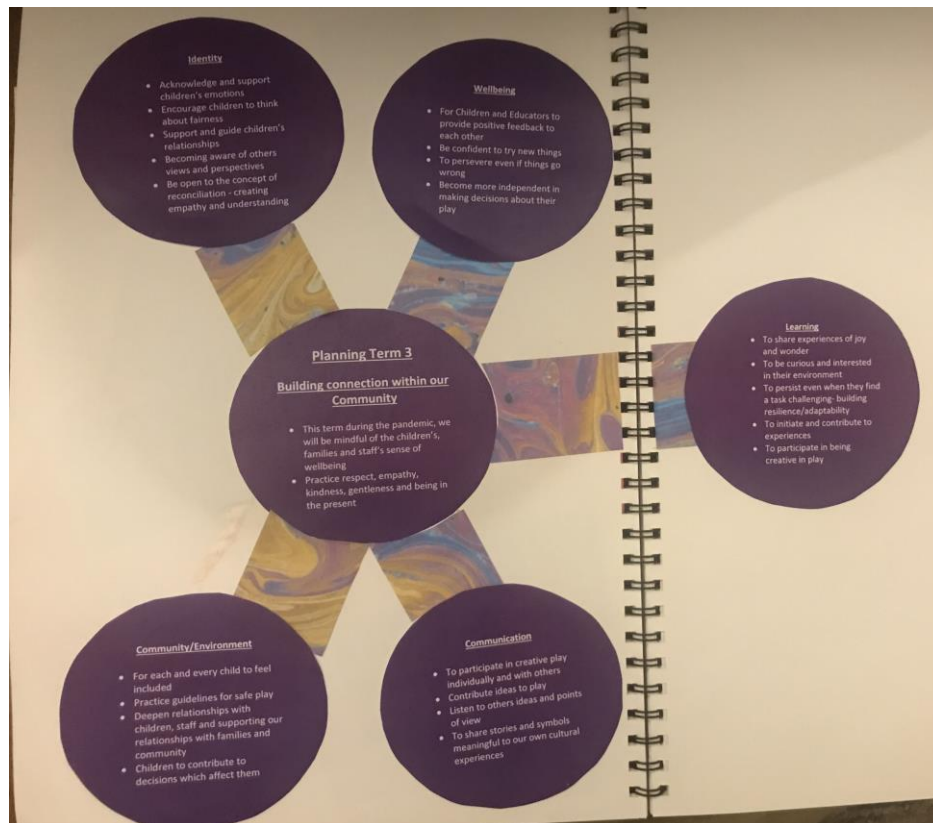 Identity
• Acknowledge and support
children's emotions
• Encourage children to think
about fairness
• Support and guide children's
relationships
• Becoming aware of others
views and perspectives
• Be open to the concept of
reconciliation - creating
empathy and understanding
Wellbeing
• For Children and Educators to
provide positive feedback to
each other
• Be confident to try new things
• To persevere even if things go
wrong
• Become more independent in
making decisions about their
play
Planning Term 3
Building connection within our
Community
• This term during the pandemic, we
will be mindful of the children's,
families and staff's sense of
wellbeing
• Practice respect, empathy,
kindness, gentleness and being in
the present
Learning
• To share experiences of joy
and wonder
• To be curious and interested
in their environment
• To persist even when they find
a task challenging- building
resilience/adaptability
• To initiate and contribute to
experiences
• To participate in being
creative in play
Community/Environment
• For each and every child to feel
included
• Practice guidelines for safe play
• Deepen relationships with
children, staff and supporting our
relationships with families and
community
• Children to contribute to
decisions which affect them
Communication
• To participate in creative play
individually and with others
• Contribute ideas to play
• Listen to others ideas and points
of view
• To share stories and symbols
meaningful to our own cultural
experiences